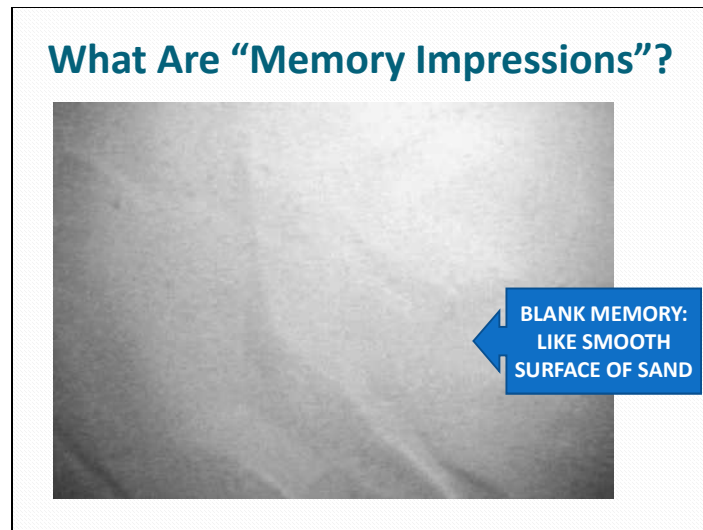 What Are “Memory Impressions”?
BLANK MEMORY:
LIKE SMOOTH
SURFACE OF SAND